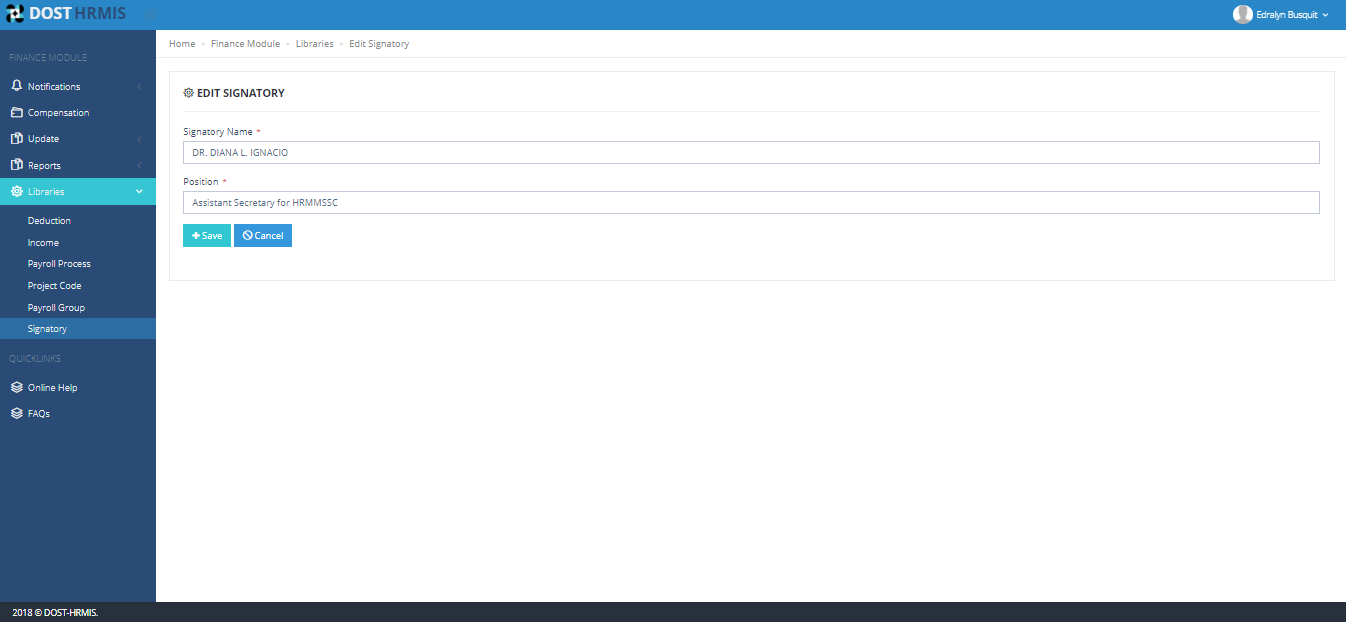 DOST HRMIS
Edralyn Busquit
Home Finance Module Libraries Edit Signatory
FINANCE MODULE
Notifications
Compensation
Update
Reports
Libraries
Deduction
Income
Payroll Process
Project Code
Payroll Group
Signatory
QUICKLINKS
Online Help
FAQs
EDIT SIGNATORY
Signatory Name *
DR. DIANA L. IGNACIO
Position *
Assistant Secretary for HRMMSSC
Save Cancel
2018 © DOST-HRMIS.